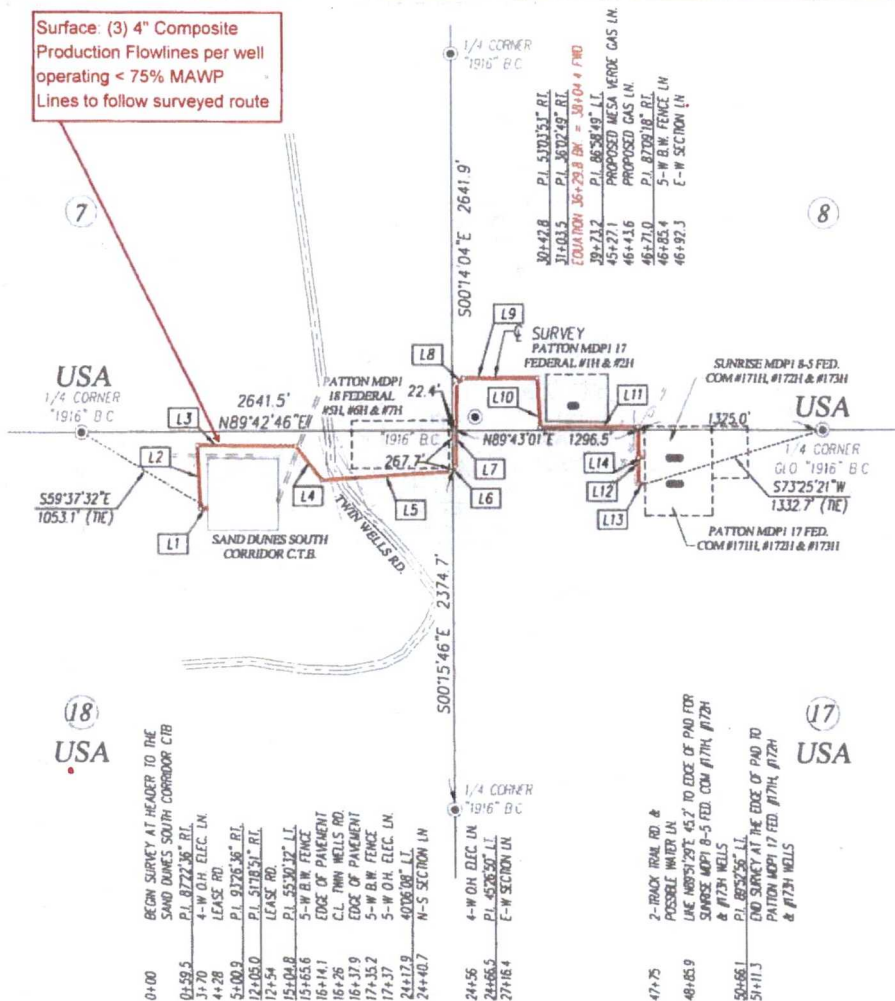 Surface: (3) 4" Composite
Production Flowlines per well
operating < 75% MAWP
Lines to follow surveyed route
1/4 CORNER
"1916" B.C
S00°14'04"E 2641.9'
30+42.8 P.I. 53°03'53" RT.
31+03.5 P.I. 36°02'49" RT.
EQUATION 36+29.8 BK = 38+04.4 FWD
39+73.2 P.I. 86°58'49" LT.
45+27.1 PROPOSED MESA VERDE GAS LN.
46+43.6 PROPOSED GAS LN.
46+71.0 P.I. 87°09'18" RT.
46+85.4 5-W B.W. FENCE LN
46+92.3 E-W SECTION LN
7
8
L9
SURVEY
PATTON MDP1 17
FEDERAL #1H & #2H
L8
L10
L11
22.4'
SUNRISE MDP1 8-5 FED.
COM #171H, #172H & #173H
USA
1/4 CORNER
"1916" B C
L3
2641.5'
N89°42'46"E
PATTON MDP1
18 FEDERAL
#5H, #6H & #7H
"1916" B.C
N89°43'01"E 1296.5'
1325.0'
USA
1/4 CORNER
GLO "1916" B C
L2
267.7'
L7
L14
L12
L4
L5
L6
L13
S59°37'32"E
1053.1' (TIE)
L1
S73°25'21"W
1332.7' (TIE)
SAND DUNES SOUTH
CORRIDOR C.T.B.
TWIN WELLS RD.
PATTON MDP1 17 FED.
COM #171H, #172H & #173H
S00°15'46"E 2374.7'
18
USA
17
USA
1/4 CORNER
"1916" B.C
0+00 BEGIN SURVEY AT HEADER TO THE
SAND DUNES SOUTH CORRIDOR CTB
0+59.5 P.I. 87°22'36" RT.
3+70 4-W O.H. ELEC. LN.
4+28 LEASE RD.
5+00.9 P.I. 93°26'36" RT.
12+05.0 P.I. 51°18'51" RT.
12+54 LEASE RD.
15+04.8 P.I. 55°30'32" LT.
15+65.6 5-W B.W. FENCE
16+14.1 EDGE OF PAVEMENT
16+26 C.L. TWIN WELLS RD.
16+37.9 EDGE OF PAVEMENT
17+35.2 5-W B.W. FENCE
17+37 5-W O.H. ELEC. LN.
24+17.9 40°06'08" LT.
24+40.7 N-S SECTION LN
24+56 4-W OH ELEC. LN
24+66.5 P.I. 45°26'50" LT.
27+16.4 E-W SECTION LN.
47+75 2-TRACK TRAIL RD. &
POSSIBLE WATER LN.
48+85.9 LINE N89°51'29"E 45.2' TO EDGE OF PAD FOR
SUNRISE MDP1 8-5 FED. COM #171H, #172H
& #173H WELLS
P.I. 89°52'56" LT.
51+11.3 END SURVEY AT THE EDGE OF PAD TO
PATTON MDP1 17 FED. #171H, #172H
& #173H WELLS